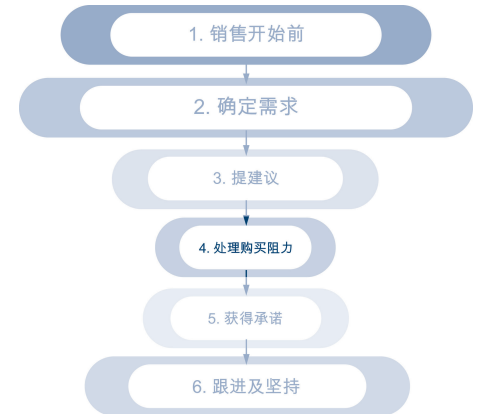 1. 销售开始前
2. 确定需求
3. 提建议
4. 处理购买阻力
5. 获得承诺
6. 跟进及坚持